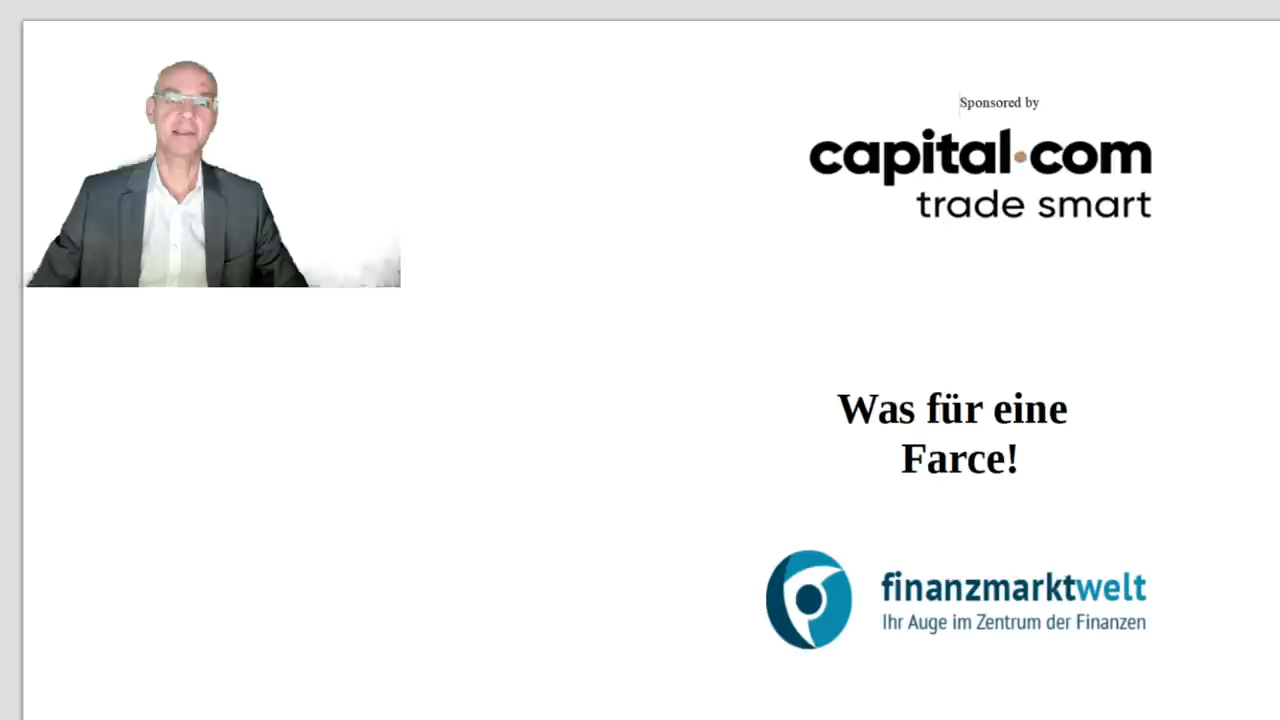 Sponsored by
capital·com
trade smart
Was für eine
Farce!
finanzmarktwelt
Ihr Auge im Zentrum der Finanzen